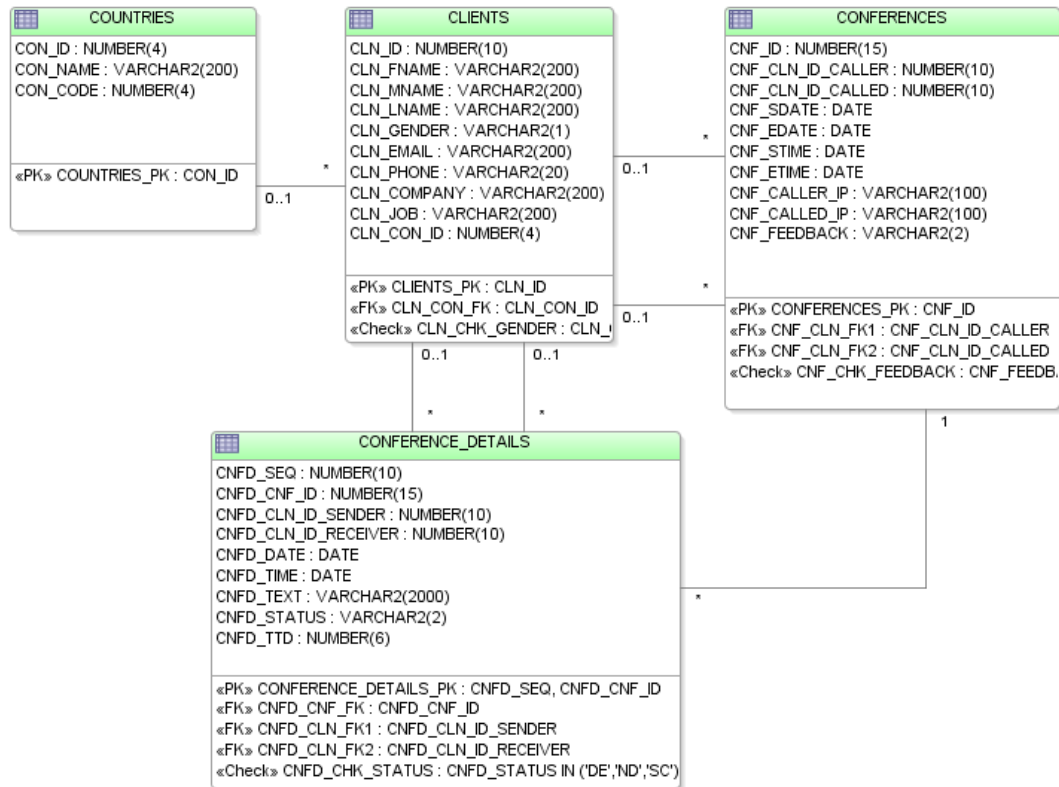 COUNTRIES
CON_ID : NUMBER(4)
CON_NAME : VARCHAR2(200)
CON_CODE : NUMBER(4)
«PK» COUNTRIES_PK : CON_ID
*
0..1
CLIENTS
CLN_ID : NUMBER(10)
CLN_FNAME : VARCHAR2(200)
CLN_MNAME : VARCHAR2(200)
CLN_LNAME : VARCHAR2(200)
CLN_GENDER : VARCHAR2(1)
CLN_EMAIL : VARCHAR2(200)
CLN_PHONE : VARCHAR2(20)
CLN_COMPANY : VARCHAR2(200)
CLN_JOB : VARCHAR2(200)
CLN_CON_ID : NUMBER(4)
«PK» CLIENTS_PK : CLN_ID
«FK» CLN_CON_FK : CLN_CON_ID
«Check» CLN_CHK_GENDER : CLN_
*
0..1
*
0..1
CONFERENCES
CNF_ID : NUMBER(15)
CNF_CLN_ID_CALLER : NUMBER(10)
CNF_CLN_ID_CALLED : NUMBER(10)
CNF_SDATE : DATE
CNF_EDATE : DATE
CNF_STIME : DATE
CNF_ETIME : DATE
CNF_CALLER_IP : VARCHAR2(100)
CNF_CALLED_IP : VARCHAR2(100)
CNF_FEEDBACK : VARCHAR2(2)
«PK» CONFERENCES_PK : CNF_ID
«FK» CNF_CLN_FK1 : CNF_CLN_ID_CALLER
«FK» CNF_CLN_FK2 : CNF_CLN_ID_CALLED
«Check» CNF_CHK_FEEDBACK : CNF_FEEDB
0..1
0..1
*
*
1
*
CONFERENCE_DETAILS
CNFD_SEQ : NUMBER(10)
CNFD_CNF_ID : NUMBER(15)
CNFD_CLN_ID_SENDER : NUMBER(10)
CNFD_CLN_ID_RECEIVER : NUMBER(10)
CNFD_DATE : DATE
CNFD_TIME : DATE
CNFD_TEXT : VARCHAR2(2000)
CNFD_STATUS : VARCHAR2(2)
CNFD_TTD : NUMBER(6)
«PK» CONFERENCE_DETAILS_PK : CNFD_SEQ, CNFD_CNF_ID
«FK» CNFD_CNF_FK : CNFD_CNF_ID
«FK» CNFD_CLN_FK1 : CNFD_CLN_ID_SENDER
«FK» CNFD_CLN_FK2 : CNFD_CLN_ID_RECEIVER
«Check» CNFD_CHK_STATUS : CNFD_STATUS IN ('DE','ND','SC')